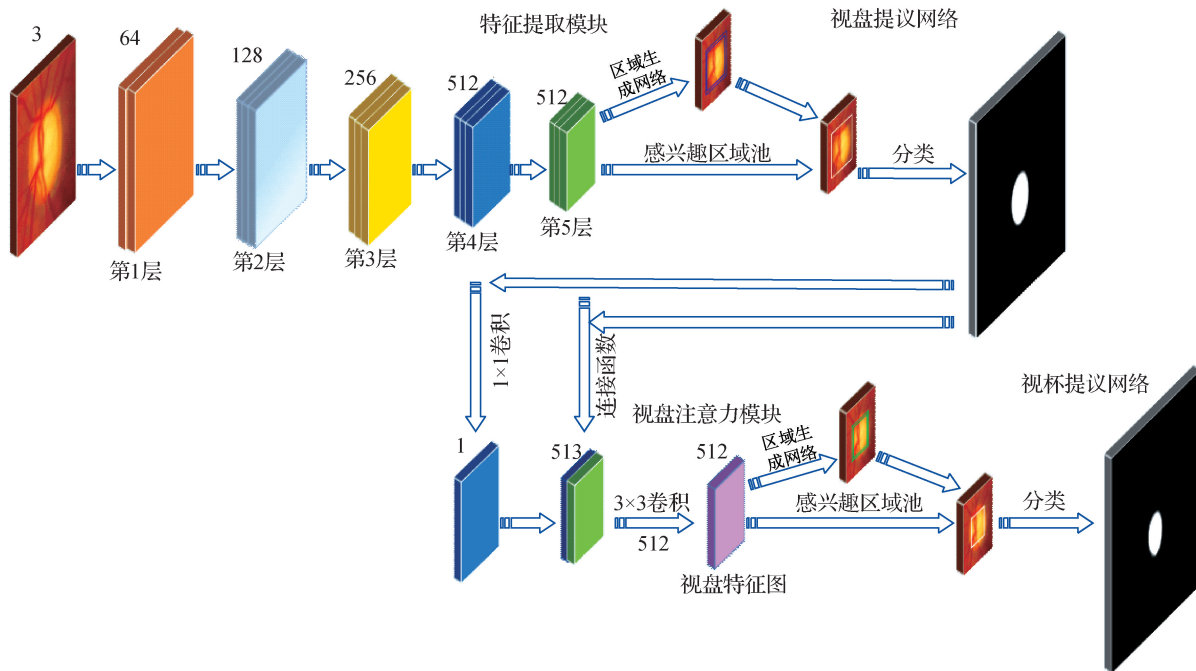 特征提取模块
视盘提议网络
3
64
128
256
512
512
区域生
成网络
感兴趣区域池
分类
第1层
第2层
第3层
第4层
第5层
1×1卷积
连接函数
视盘注意力模块
视杯提议网络
1
513
3×3卷积
512
512
区域生
成网络
感兴趣区域池
分类
视盘特征图